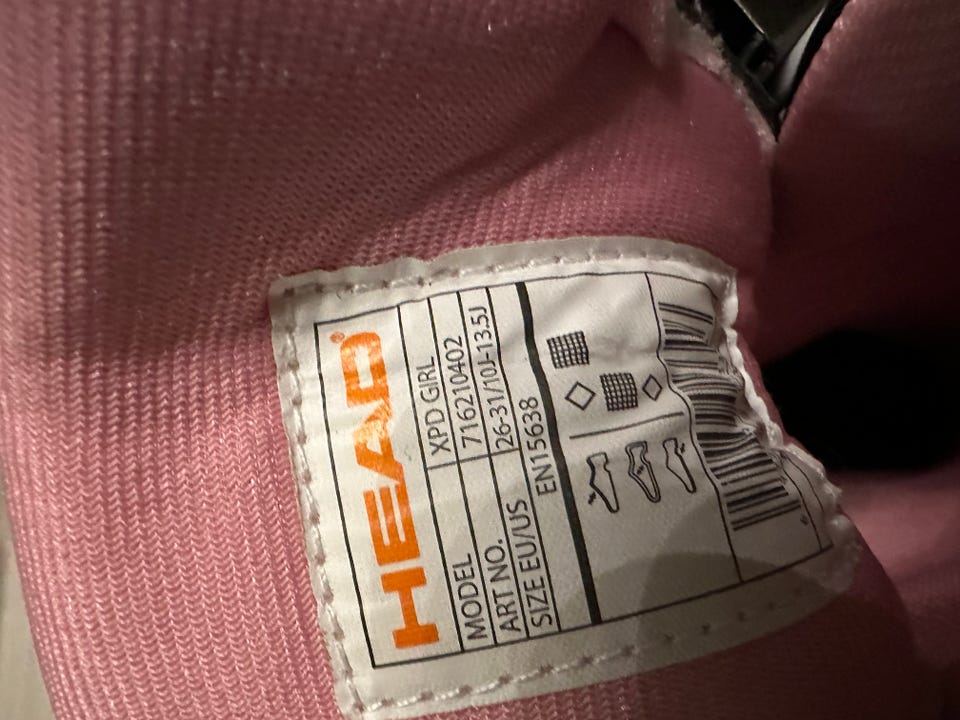 HEAD®
MODEL XPD GIRL
ART NO. 716210402
SIZE EU/US 26-31/10J-13.5J
EN15638